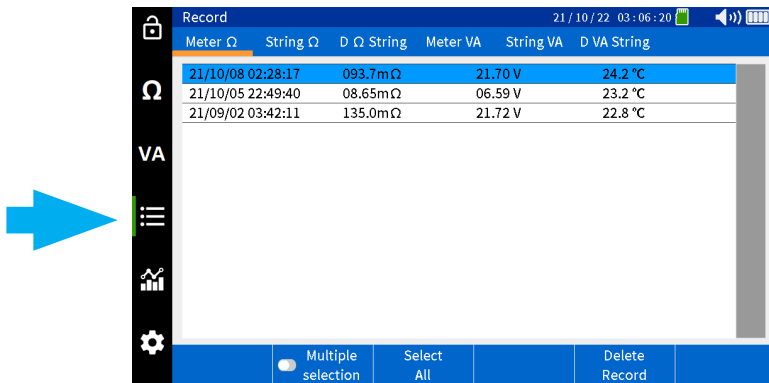 Record 21/10/22 03:06:20
Meter Ω String Ω D Ω String Meter VA String VA D VA String
21/10/08 02:28:17 093.7mΩ 21.70 V 24.2 ℃
21/10/05 22:49:40 08.65mΩ 06.59 V 23.2 ℃
21/09/02 03:42:11 135.0mΩ 21.72 V 22.8 ℃
Ω
VA
Multiple selection
Select All
Delete Record